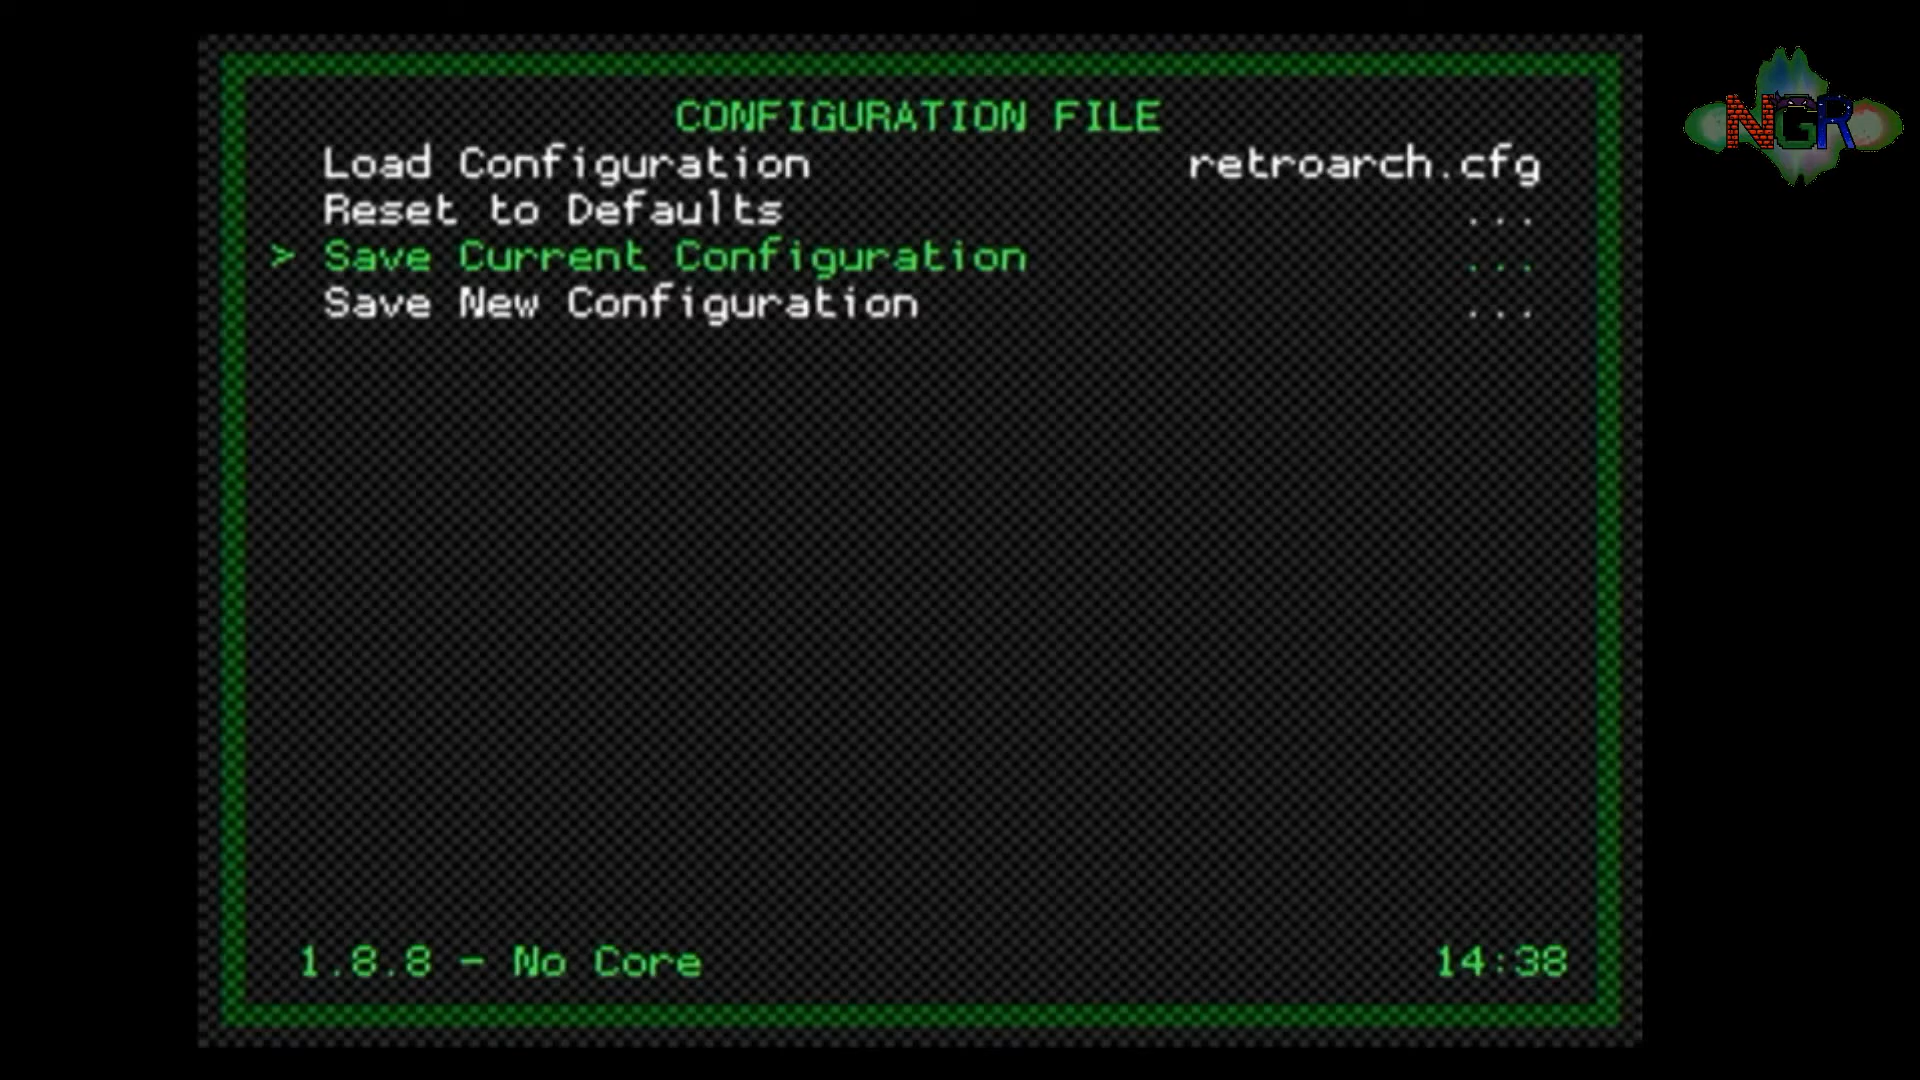 NGR
CONFIGURATION FILE
Load Configuration retroarch.cfg
Reset to Defaults ...
> Save Current Configuration ...
Save New Configuration ...
1.8.8 - No Core 14:38